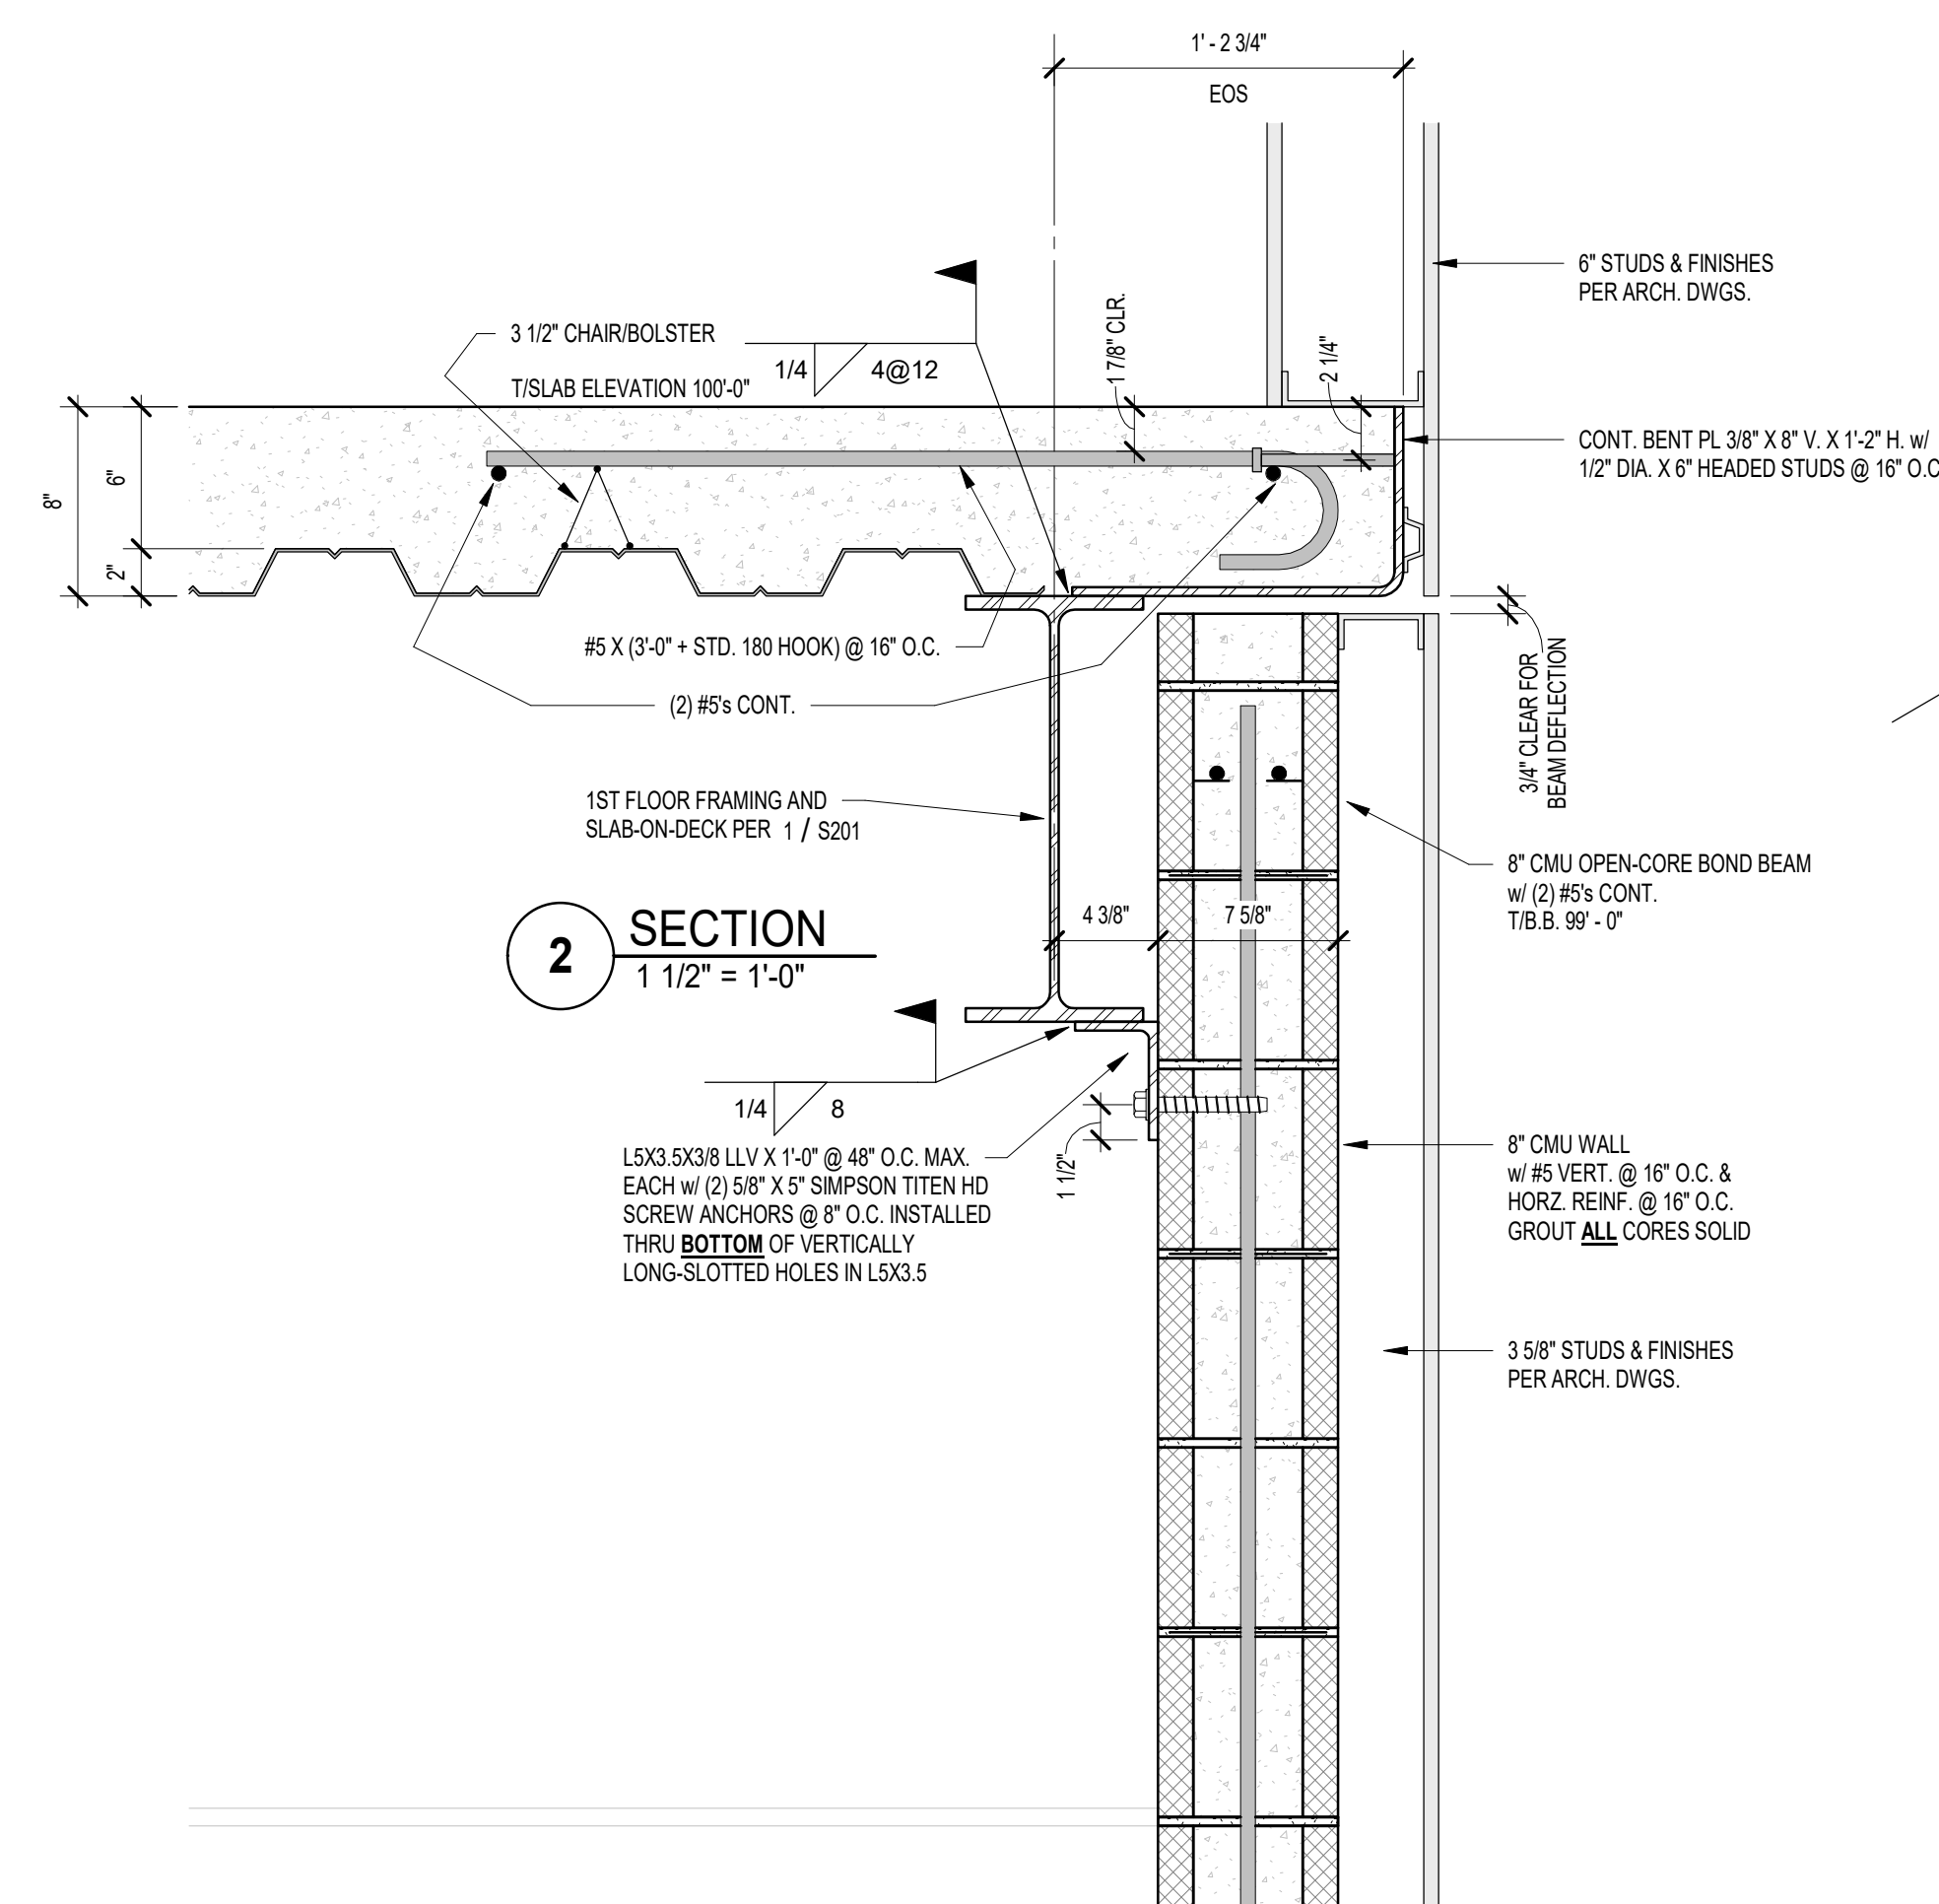 1' - 2 3/4"
EOS
6" STUDS & FINISHES
PER ARCH. DWGS.
3 1/2" CHAIR/BOLSTER
1/4
4@12
T/SLAB ELEVATION 100'-0"
1 7/8" CLR.
2 1/4"
CONT. BENT PL 3/8" X 8" V. X 1'-2" H. w/
1/2" DIA. X 6" HEADED STUDS @ 16" O.C
8"
6"
2"
#5 X (3'-0" + STD. 180 HOOK) @ 16" O.C.
(2) #5's CONT.
3/4" CLEAR FOR
BEAM DEFLECTION
1ST FLOOR FRAMING AND
SLAB-ON-DECK PER 1 / S201
8" CMU OPEN-CORE BOND BEAM
w/ (2) #5's CONT.
T/B.B. 99' - 0"
4 3/8"
7 5/8"
2
SECTION
1 1/2" = 1'-0"
1/4
8
1 1/2"
L5X3.5X3/8 LLV X 1'-0" @ 48" O.C. MAX.
EACH w/ (2) 5/8" X 5" SIMPSON TITEN HD
SCREW ANCHORS @ 8" O.C. INSTALLED
THRU BOTTOM OF VERTICALLY
LONG-SLOTTED HOLES IN L5X3.5
8" CMU WALL
w/ #5 VERT. @ 16" O.C. &
HORZ. REINF. @ 16" O.C.
GROUT ALL CORES SOLID
3 5/8" STUDS & FINISHES
PER ARCH. DWGS.